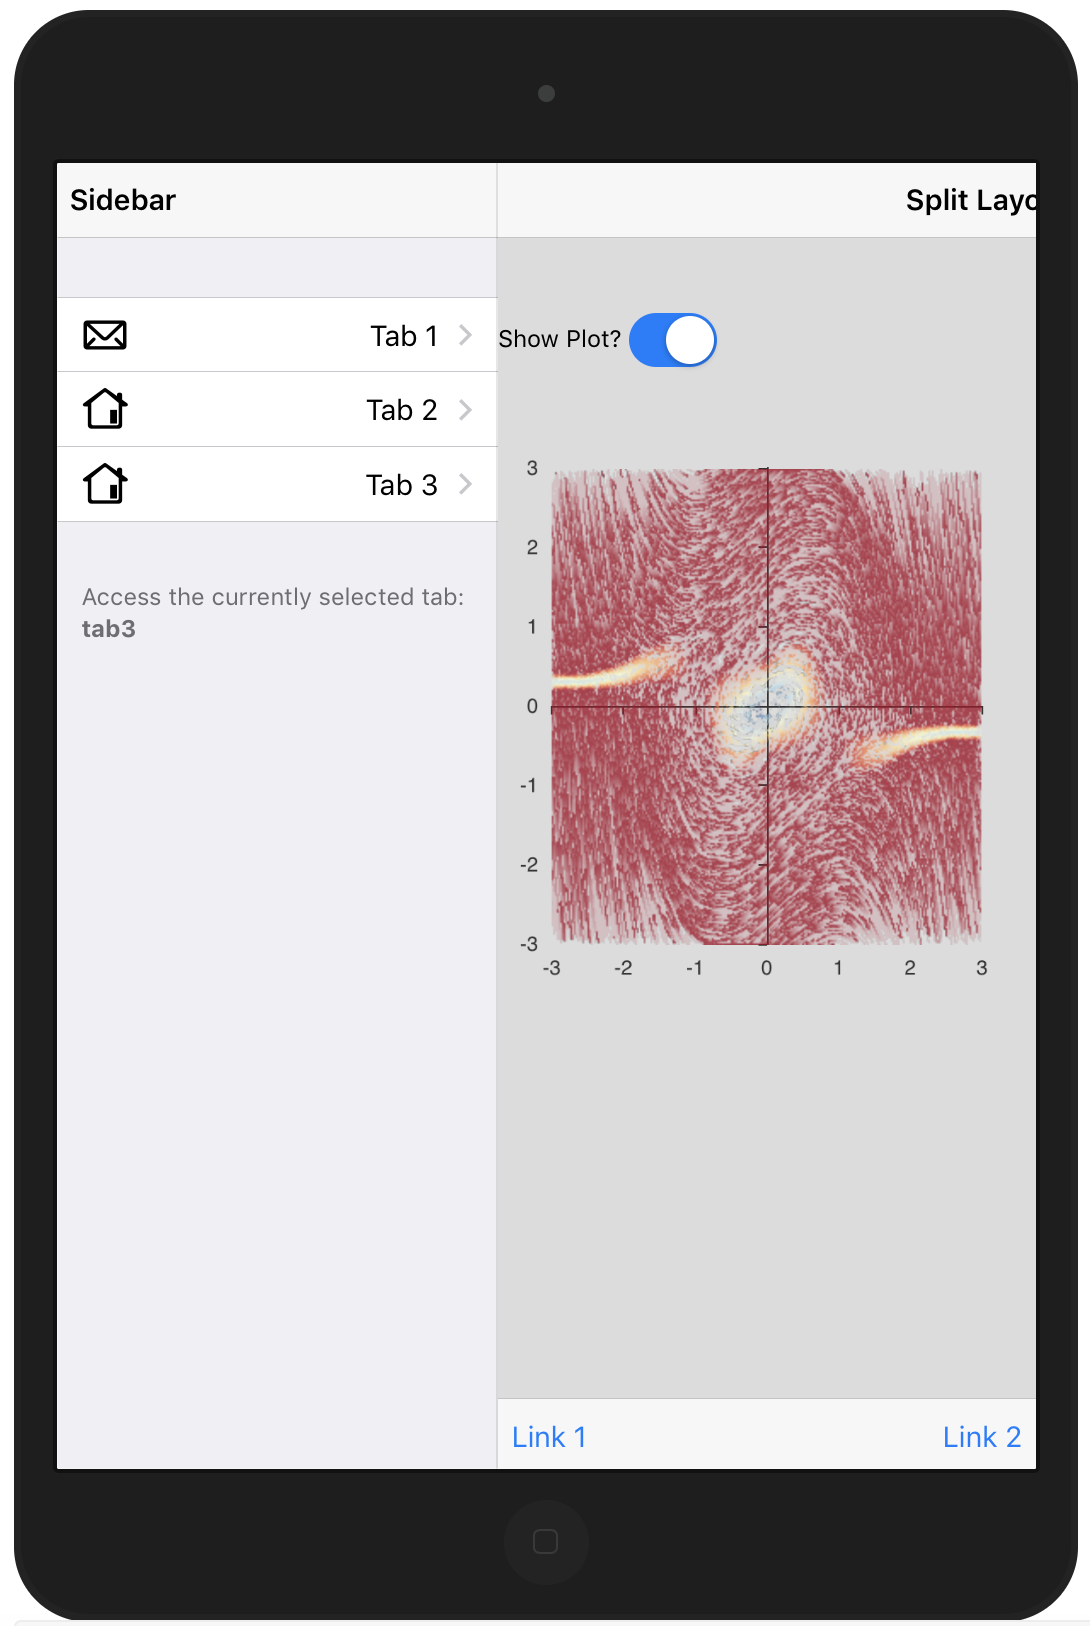 Sidebar
Split Layo
Tab 1
Tab 2
Tab 3
Access the currently selected tab:
tab3
Show Plot?
3
2
1
0
-1
-2
-3
-3 -2 -1 0 1 2 3
Link 1
Link 2